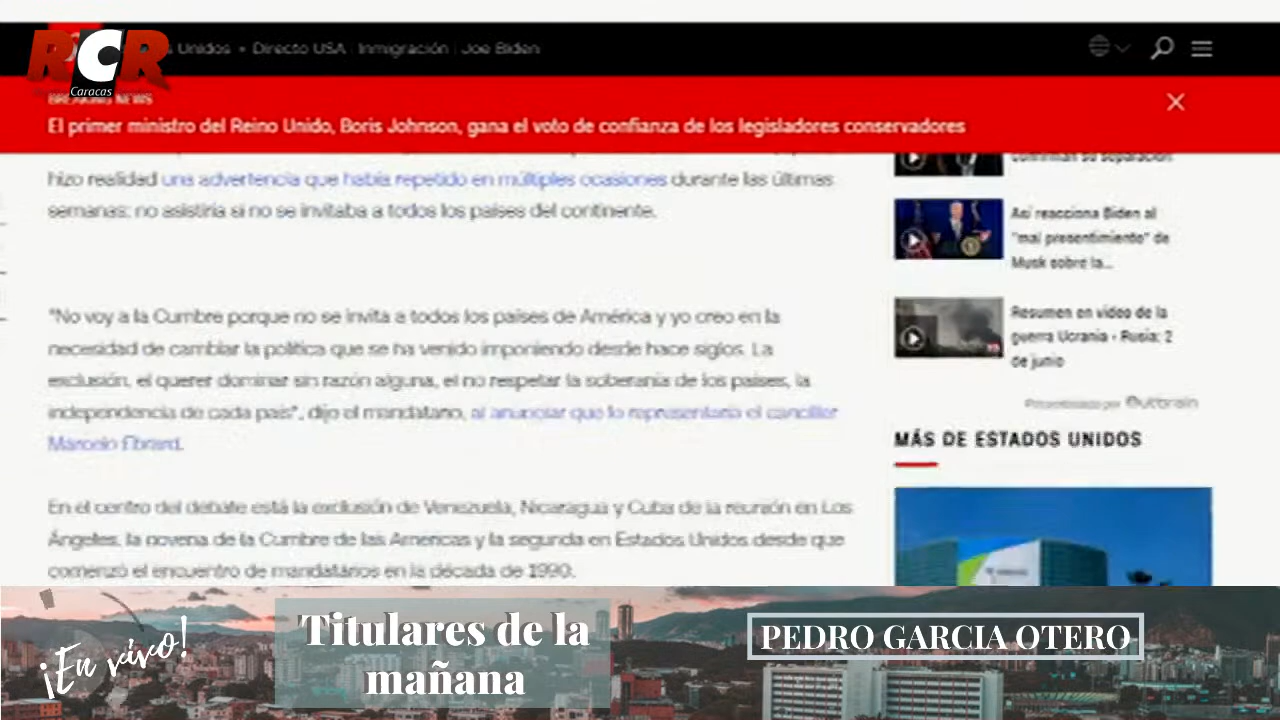 RCR
Caracas
Unidos • Directo USA Inmigración Joe Biden
BREAKING NEWS
El primer ministro del Reino Unido, Boris Johnson, gana el voto de confianza de los legisladores conservadores
hizo realidad una advertencia que había repetido en múltiples ocasiones durante las últimas
semanas: no asistiría si no se invitaba a todos los países del continente.
"No voy a la Cumbre porque no se invita a todos los países de América y yo creo en la
necesidad de cambiar la política que se ha venido imponiendo desde hace siglos. La
exclusión, el querer dominar sin razón alguna, el no respetar la soberanía de los países, la
independencia de cada país", dijo el mandatario, al anunciar que lo representaría el canciller
Marcelo Ebrard.
En el centro del debate está la exclusión de Venezuela, Nicaragua y Cuba de la reunión en Los
Ángeles, la novena de la Cumbre de las Américas y la segunda en Estados Unidos desde que
comenzó el encuentro de mandatarios en la década de 1990.
confirman su separación
Así reacciona Biden al
"mal presentimiento" de
Musk sobre la...
Resumen en video de la
guerra Ucrania - Rusia: 2
de junio
Outbrain
MÁS DE ESTADOS UNIDOS
¡En vivo!
Titulares de la
mañana
PEDRO GARCIA OTERO